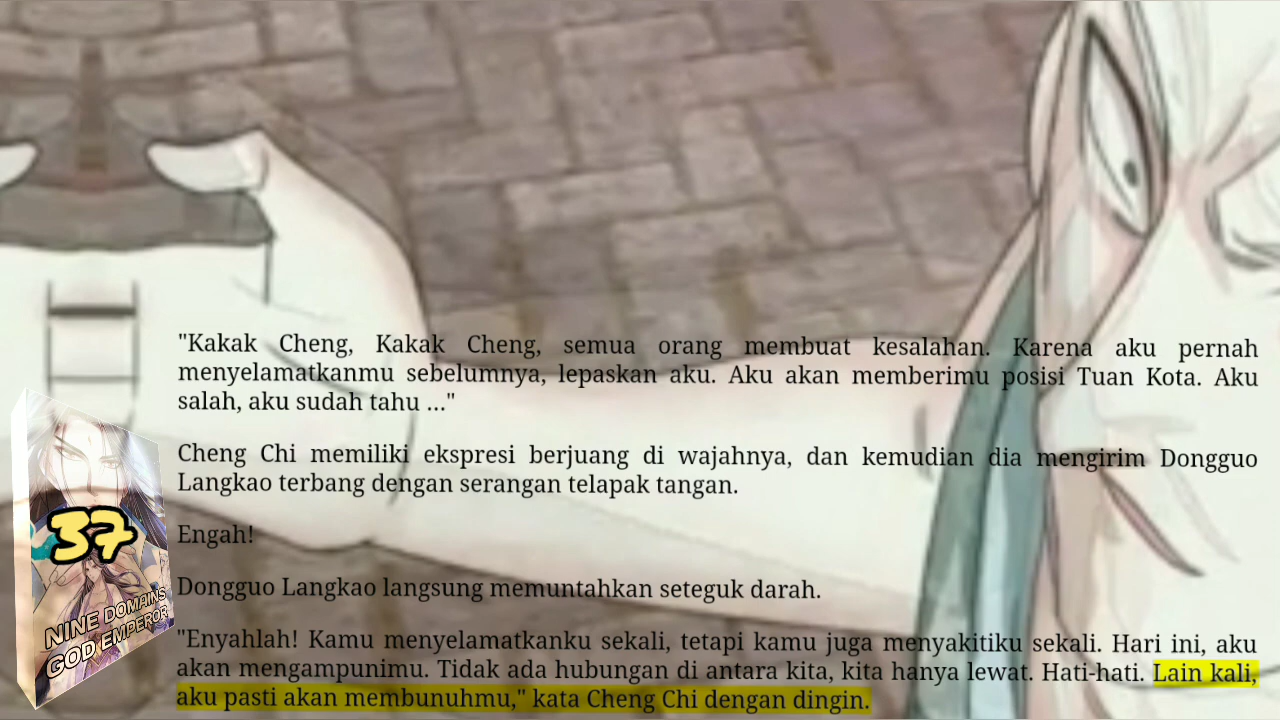 "Kakak Cheng, Kakak Cheng, semua orang membuat kesalahan. Karena aku pernah
menyelamatkanmu sebelumnya, lepaskan aku. Aku akan memberimu posisi Tuan Kota. Aku
salah, aku sudah tahu ..."
Cheng Chi memiliki ekspresi berjuang di wajahnya, dan kemudian dia mengirim Dongguo
Langkao terbang dengan serangan telapak tangan.
Engah!
Dongguo Langkao langsung memuntahkan seteguk darah.
"Enyahlah! Kamu menyelamatkanku sekali, tetapi kamu juga menyakitiku sekali. Hari ini, aku
akan mengampunimu. Tidak ada hubungan di antara kita, kita hanya lewat. Hati-hati. Lain kali,
aku pasti akan membunuhmu," kata Cheng Chi dengan dingin.
37
NINE DOMAINS
GOD EMPEROR